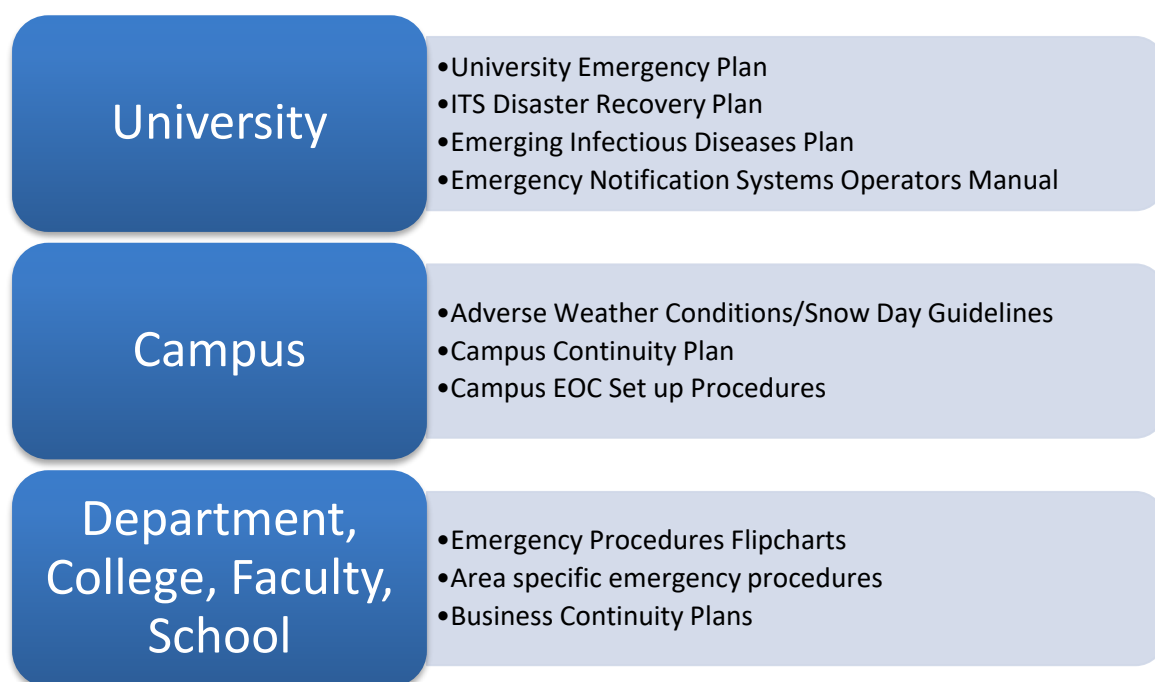 University
•University Emergency Plan
•ITS Disaster Recovery Plan
•Emerging Infectious Diseases Plan
•Emergency Notification Systems Operators Manual
Campus
•Adverse Weather Conditions/Snow Day Guidelines
•Campus Continuity Plan
•Campus EOC Set up Procedures
Department,
College, Faculty,
School
•Emergency Procedures Flipcharts
•Area specific emergency procedures
•Business Continuity Plans